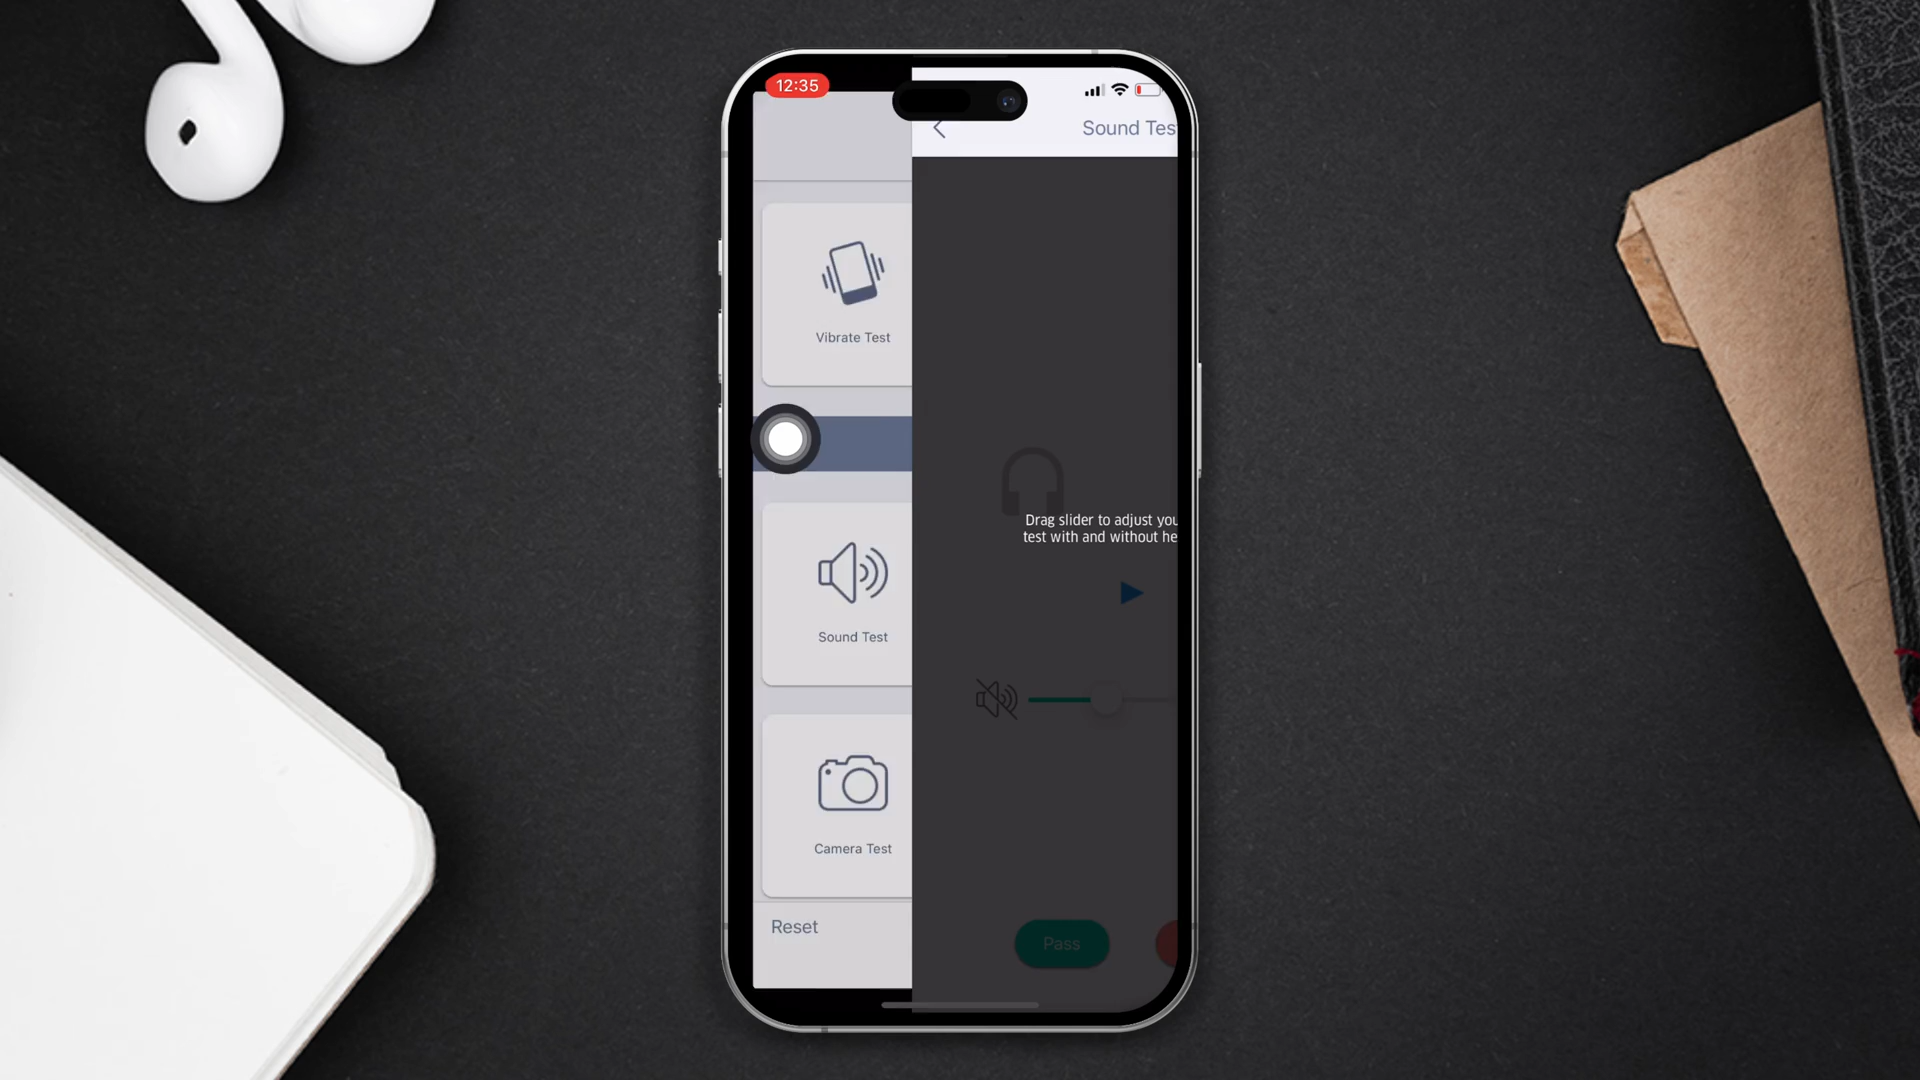 12:35
Sound Tes
Vibrate Test
Drag slider to adjust you
test with and without he
Sound Test
Camera Test
Pass
Reset